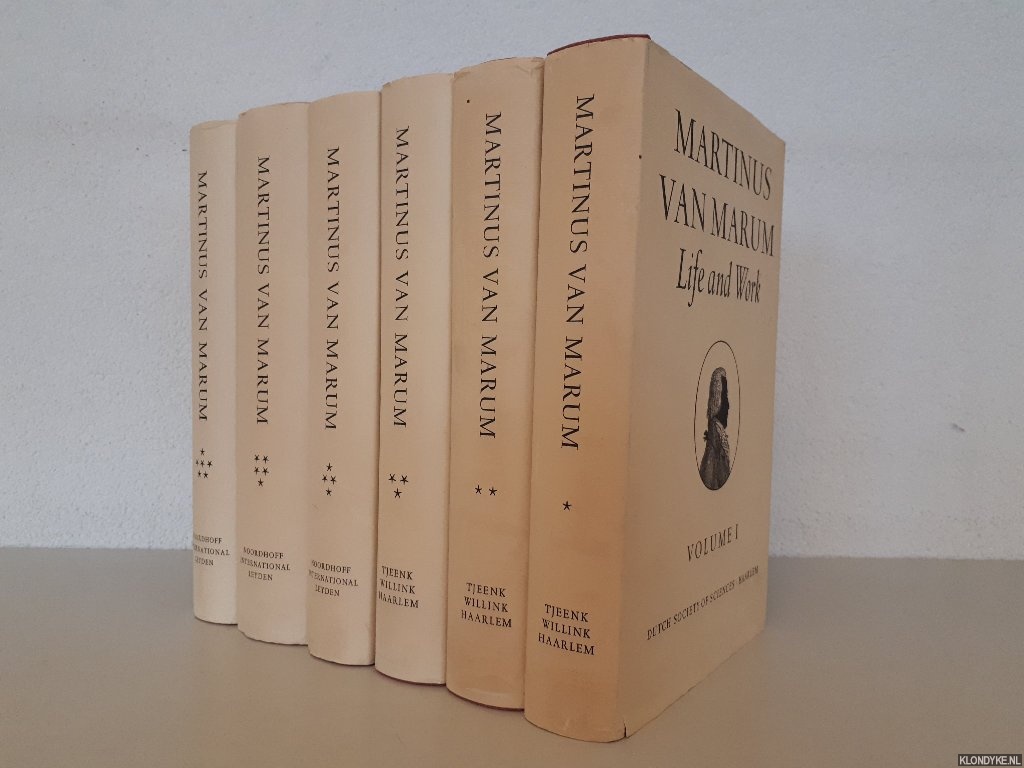 MARTINUS VAN MARUM
INTERNATIONAL
MARTINUS VAN MARUM
NOORDHOFF
INTERNATIONAL
LEYDEN
MARTINUS VAN MARUM
NOORDHOFF
INTERNATIONAL
LEYDEN
MARTINUS VAN MARUM
TJEENK
WILLINK
HAARLEM
MARTINUS VAN MARUM
TJEENK
WILLINK
HAARLEM
MARTINUS VAN MARUM
TJEENK
WILLINK
HAARLEM
MARTINUS
VAN MARUM
Life and Work
VOLUME I
DUTCH SOCIETY OF SCIENCES · HAARLEM
KLONDYKE.NL